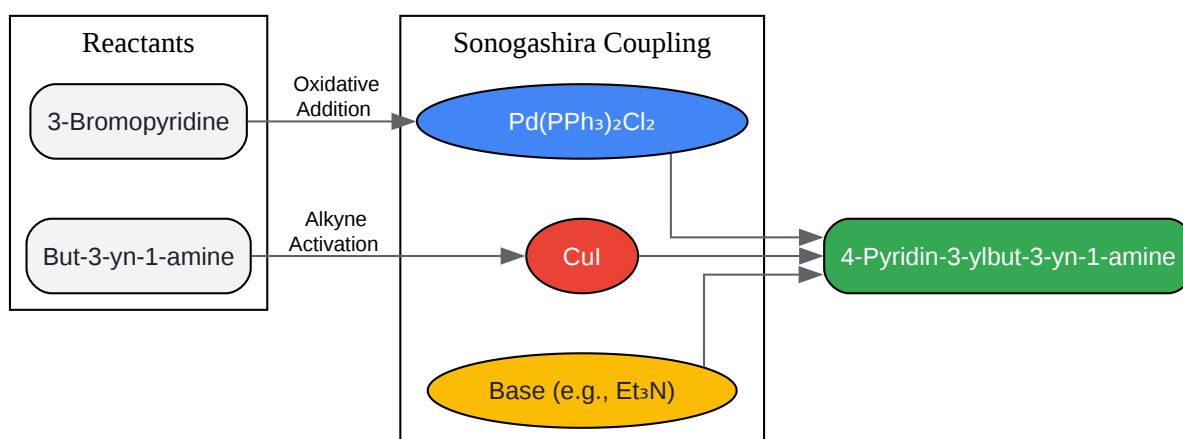 Reactants
Sonogashira Coupling
Oxidative
Addition
3-Bromopyridine
Pd(PPh₃)₂Cl₂
Alkyne
Activation
But-3-yn-1-amine
CuI
4-Pyridin-3-ylbut-3-yn-1-amine
Base (e.g., Et₃N)